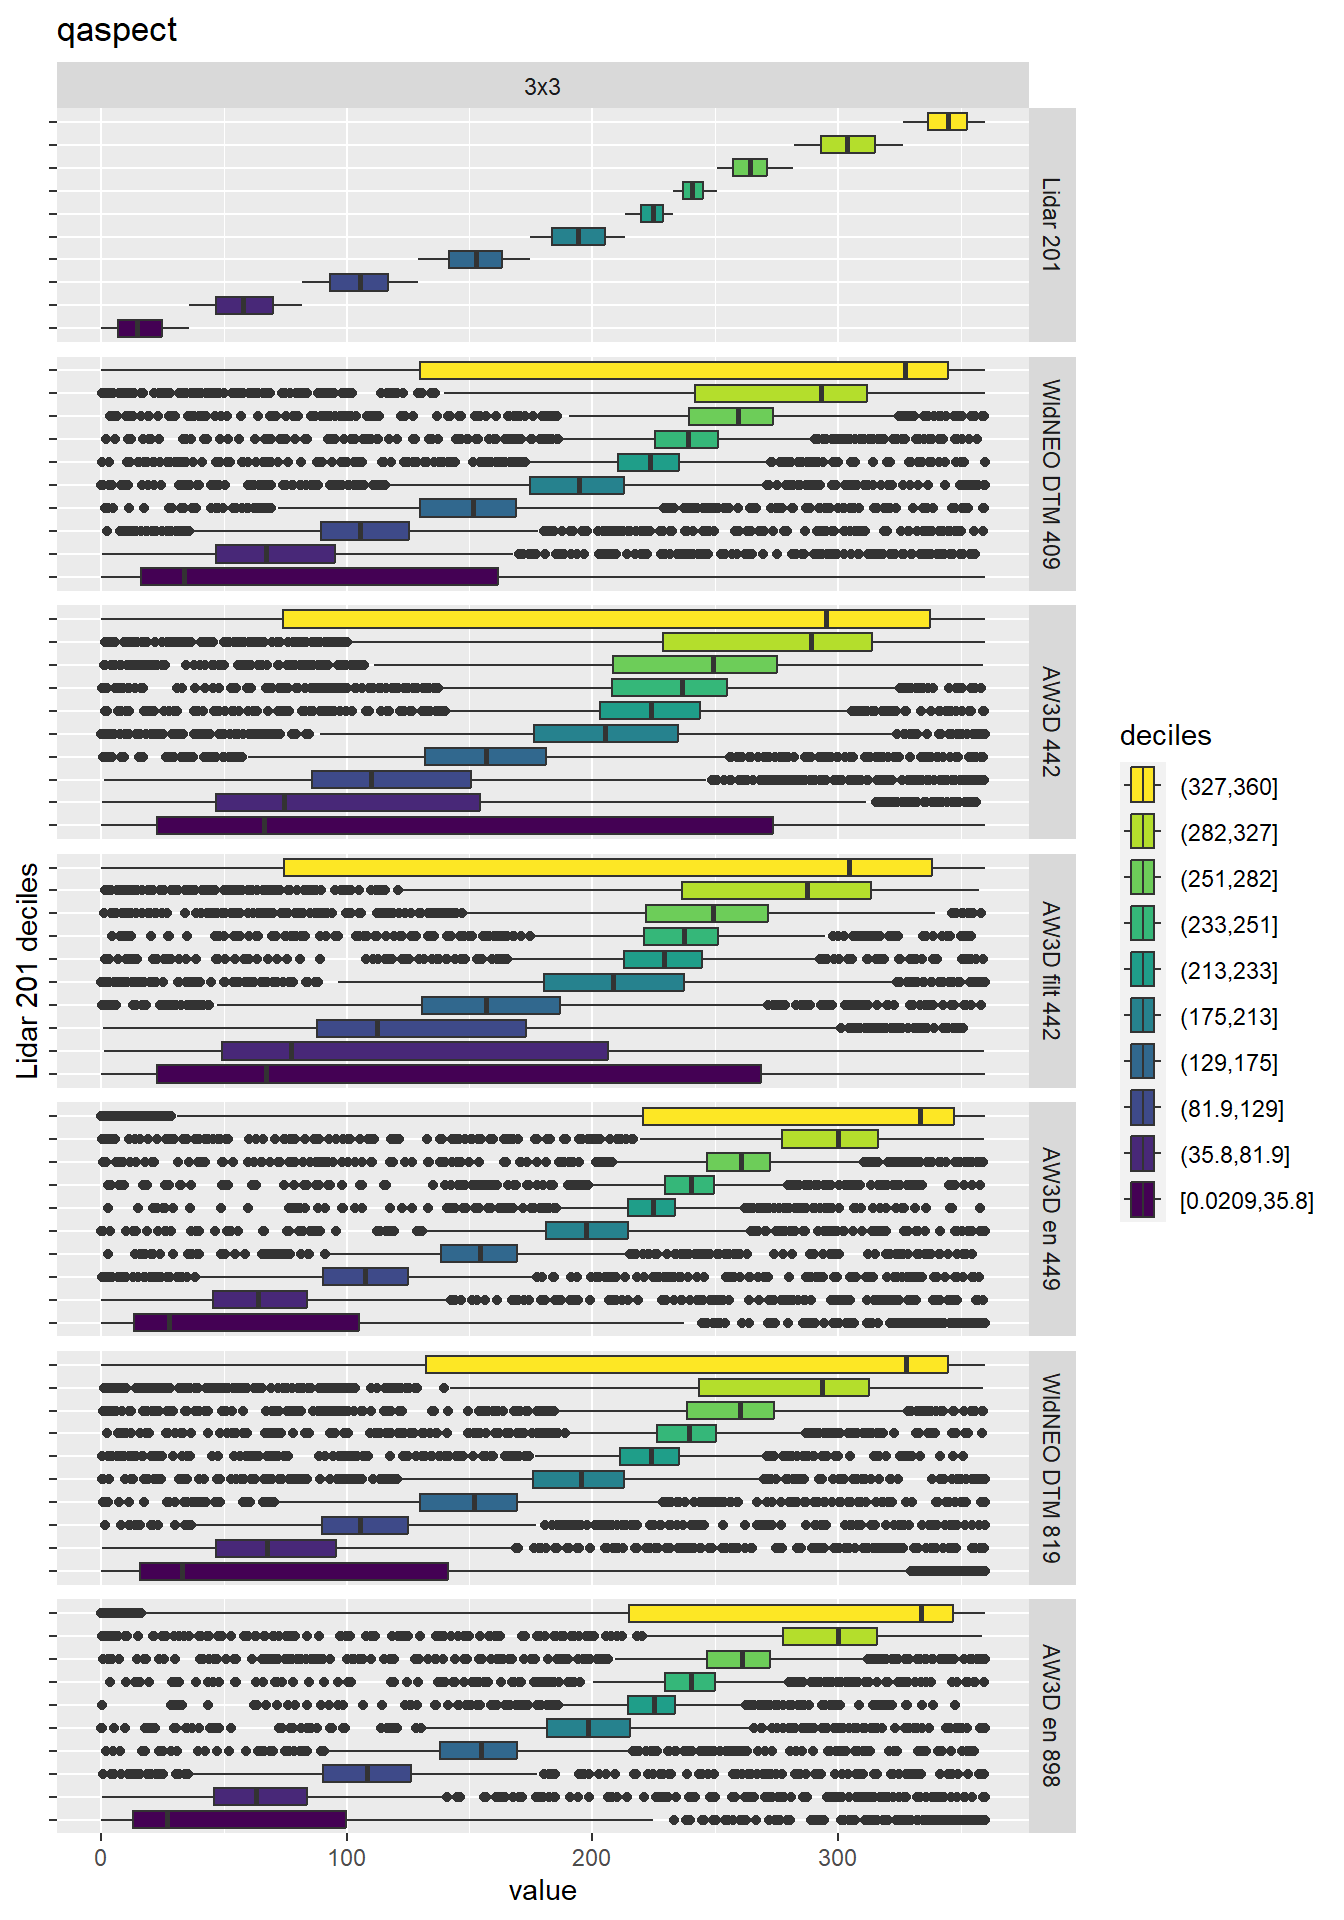 qaspect
3x3
Lidar 201
WldNEO DTM 409
AW3D 442
AW3D filt 442
AW3D en 449
WldNEO DTM 819
AW3D en 898
Lidar 201 deciles
0 100 200 300
value
deciles
(327,360]
(282,327]
(251,282]
(233,251]
(213,233]
(175,213]
(129,175]
(81.9,129]
(35.8,81.9]
[0.0209,35.8]